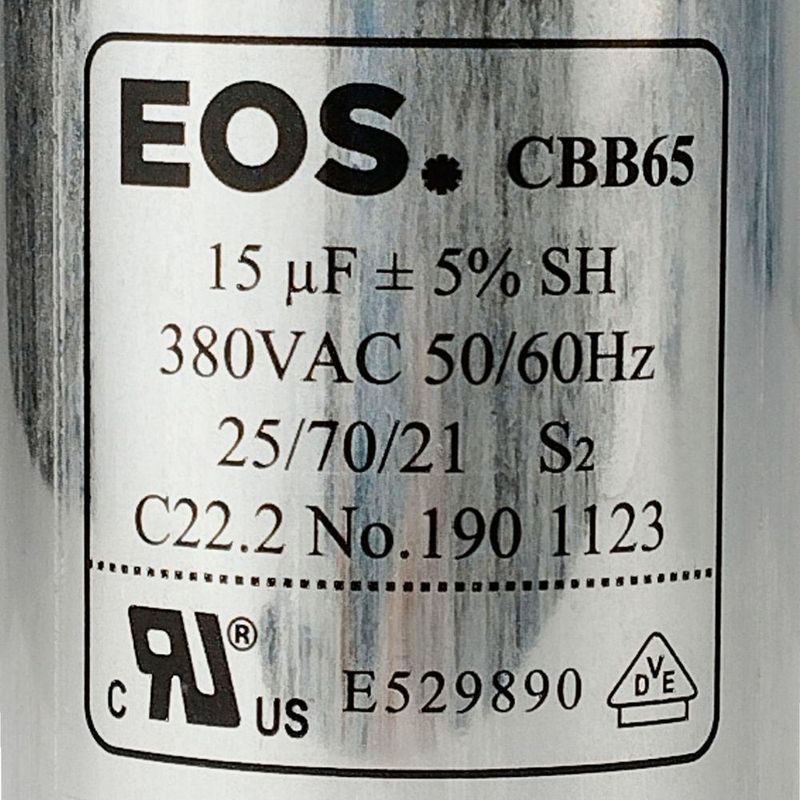 EOS. CBB65
15 µF ± 5% SH
380VAC 50/60Hz
25/70/21 S2
C22.2 No.190 1123
c RU ® US E529890 DVE